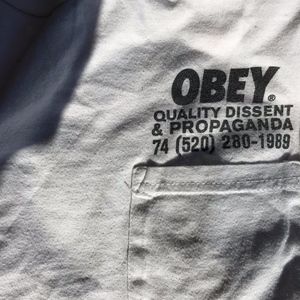 OBEY®
QUALITY DISSENT
& PROPAGANDA
74 (520) 280-1989